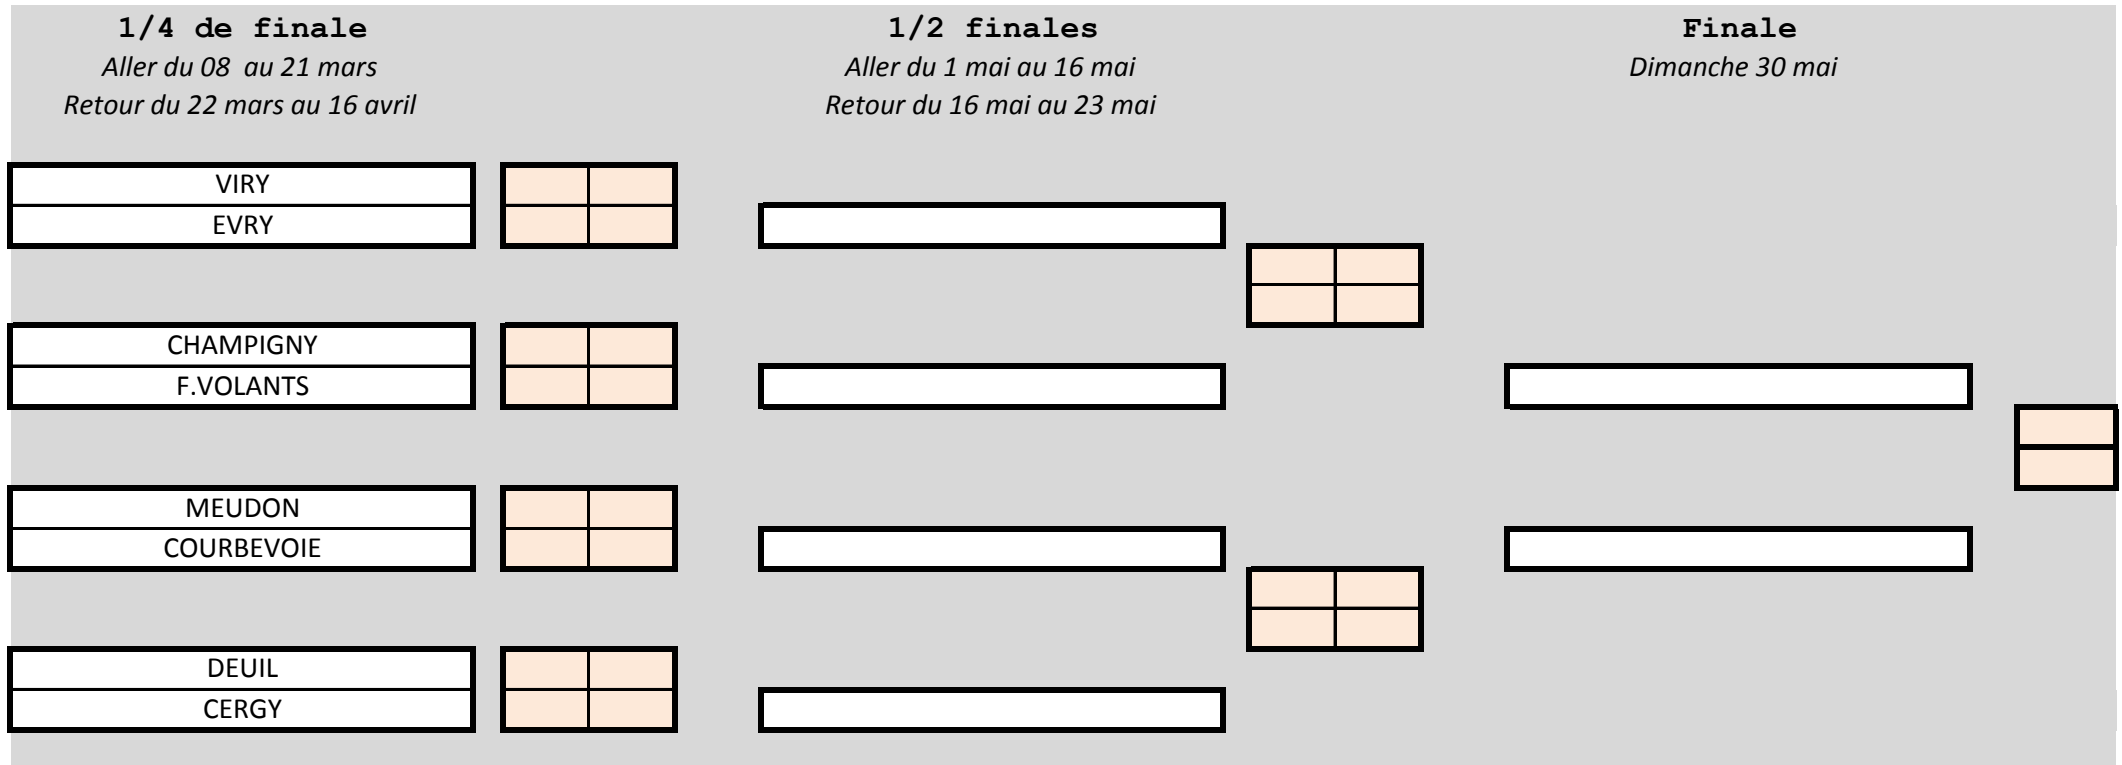 1/4 de finale
Aller du 08  au 21 mars
Retour du 22 mars au 16 avril
1/2 finales
Aller du 1 mai au 16 mai
Retour du 16 mai au 23 mai
Finale
Dimanche 30 mai
VIRY
EVRY
CHAMPIGNY
F.VOLANTS
MEUDON
COURBEVOIE
DEUIL
CERGY